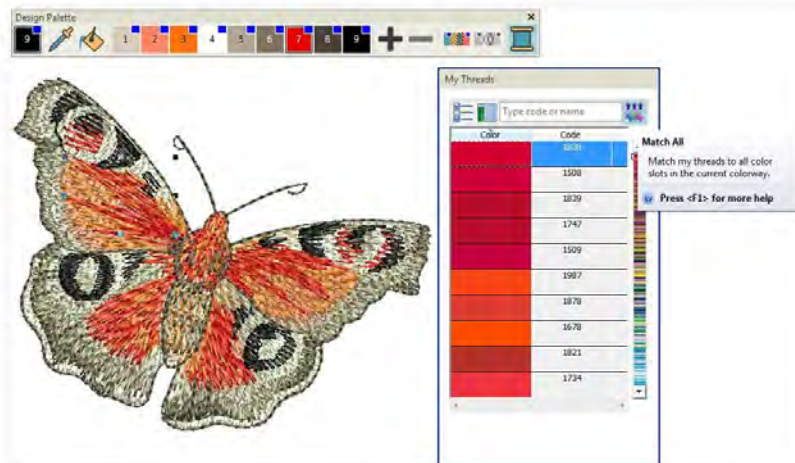 Design Palette
9 1 2 3 4 5 6 7 8 9
My Threads
Type code or name
Color Code
1508
1839
1747
1509
1987
1878
1678
1821
1734
Match All
Match my threads to all color
slots in the current colorway.
Press <F1> for more help